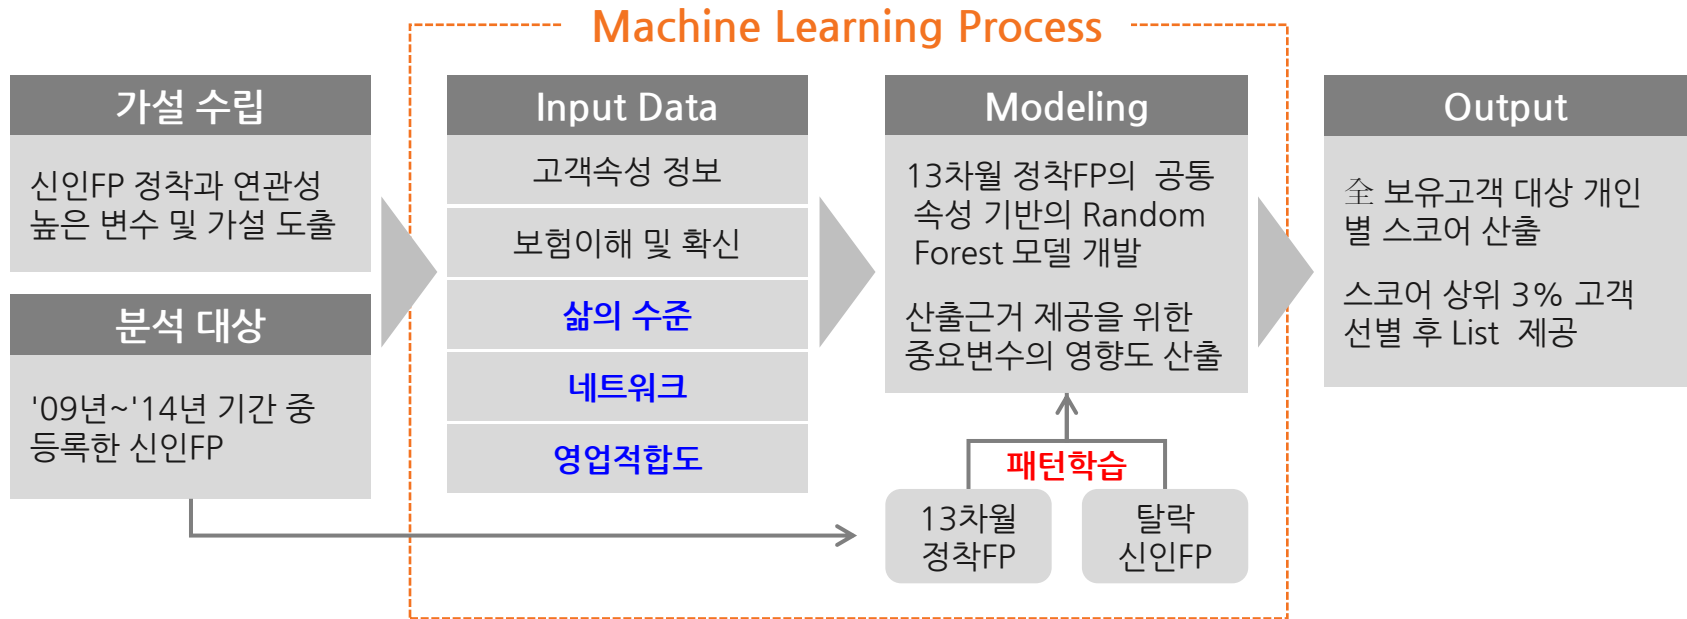 Machine Learning Process
가설 수립
신인FP 정착과 연관성
높은 변수 및 가설 도출
분석 대상
'09년~'14년 기간 중
등록한 신인FP
Input Data
고객속성 정보
보험이해 및 확신
삶의 수준
네트워크
영업적합도
Modeling
13차월 정착FP의 공통
속성 기반의 Random
Forest 모델 개발
산출근거 제공을 위한
중요변수의 영향도 산출
패턴학습
13차월
정착FP
탈락
신인FP
Output
全 보유고객 대상 개인
별 스코어 산출
스코어 상위 3% 고객
선별 후 List 제공